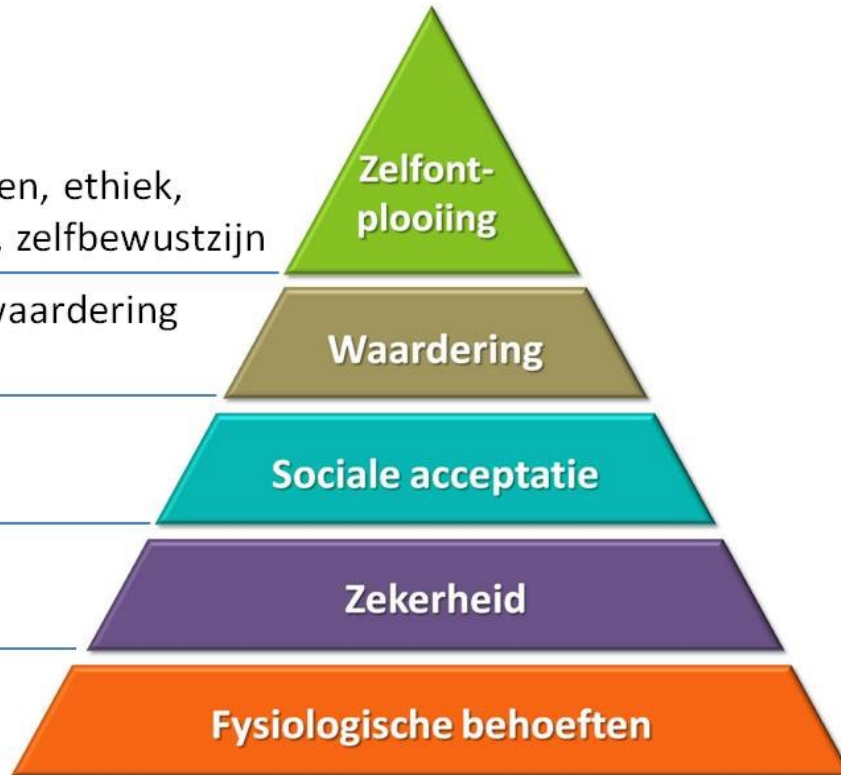 Zelfont-
plooiing
en, ethiek,
, zelfbewustzijn
waardering
Waardering
Sociale acceptatie
Zekerheid
Fysiologische behoeften